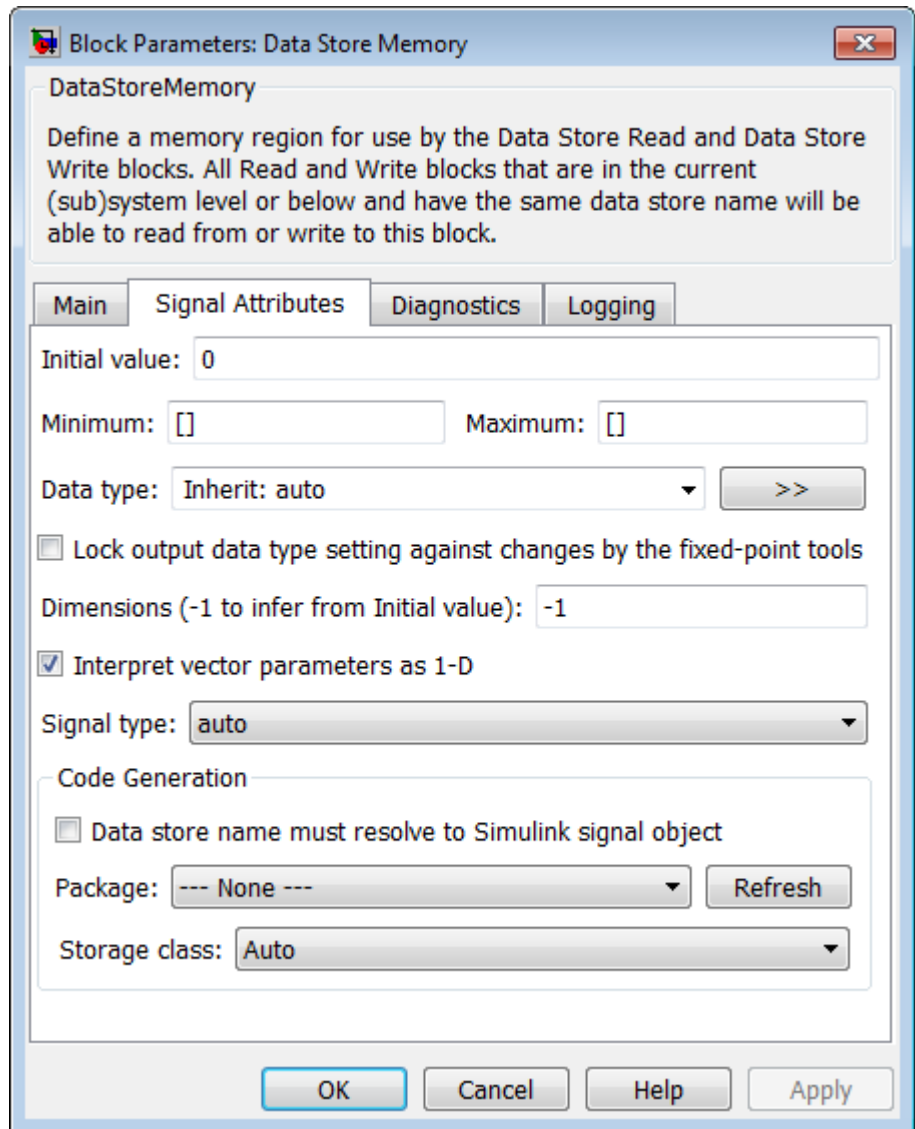 Block Parameters: Data Store Memory
DataStoreMemory
Define a memory region for use by the Data Store Read and Data Store
Write blocks. All Read and Write blocks that are in the current
(sub)system level or below and have the same data store name will be
able to read from or write to this block.
Main Signal Attributes Diagnostics Logging
Initial value: 0
Minimum: [] Maximum: []
Data type: Inherit: auto >>
Lock output data type setting against changes by the fixed-point tools
Dimensions (-1 to infer from Initial value): -1
Interpret vector parameters as 1-D
Signal type: auto
Code Generation
Data store name must resolve to Simulink signal object
Package: --- None --- Refresh
Storage class: Auto
OK Cancel Help Apply